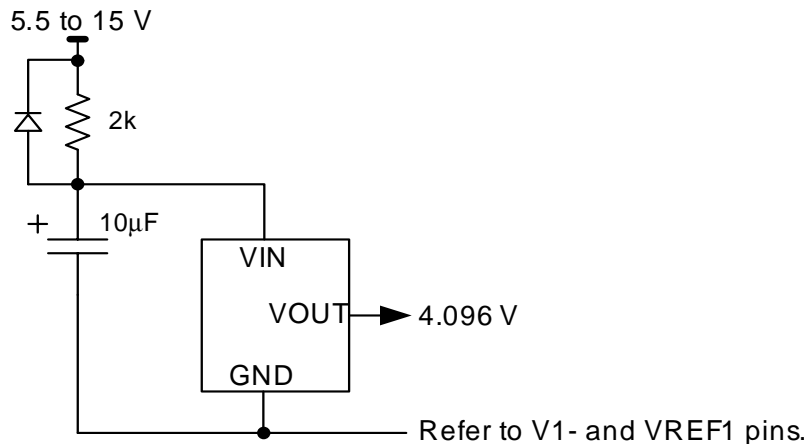 5.5 to 15 V
2k
+ 10µF
VIN
VOUT
4.096 V
GND
Refer to V1- and VREF1 pins.